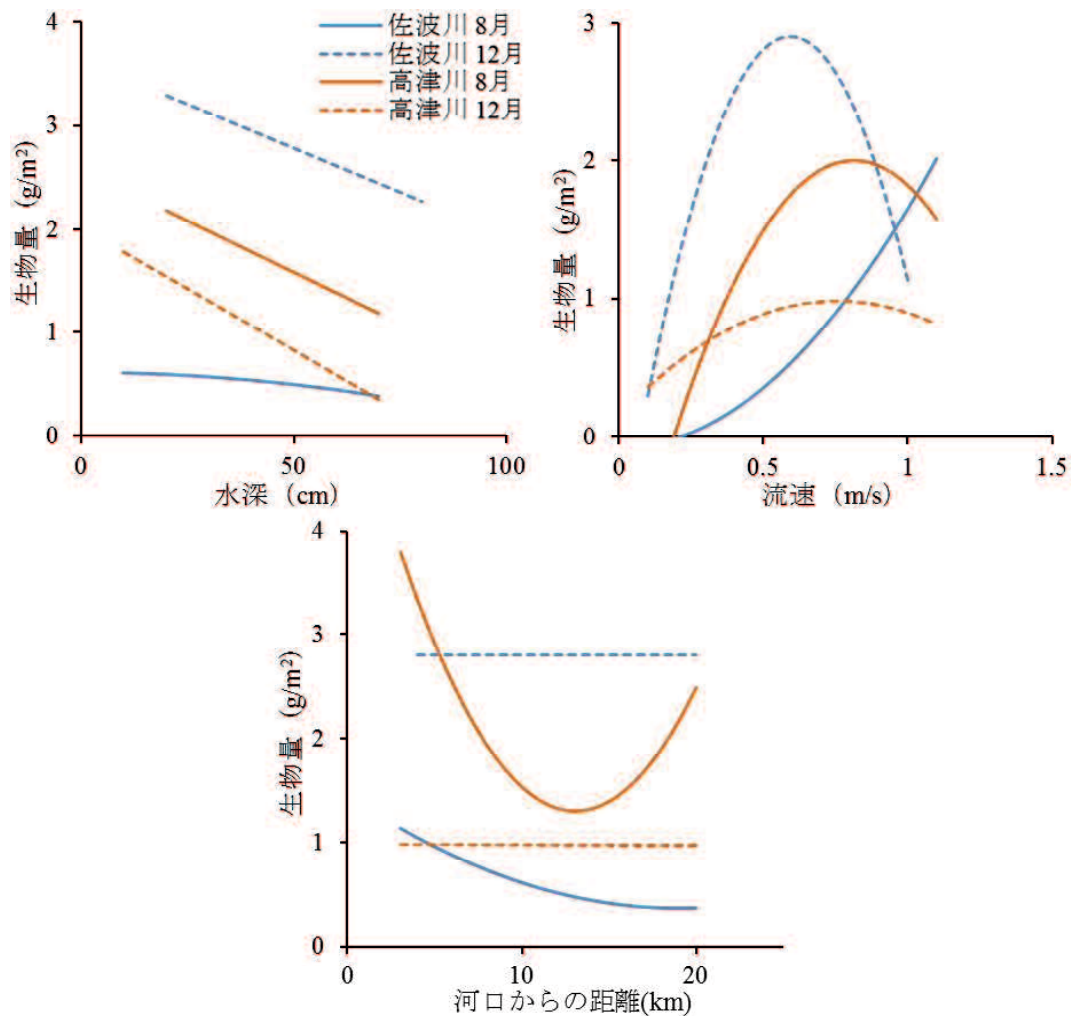 4
3
2
1
0
生物量 (g/m²)
0
50
100
水深 (cm)
佐波川 8月
佐波川 12月
高津川 8月
高津川 12月
3
2
1
0
生物量 (g/m²)
0
0.5
1
1.5
流速 (m/s)
4
3
2
1
0
生物量 (g/m²)
0
10
20
河口からの距離(km)